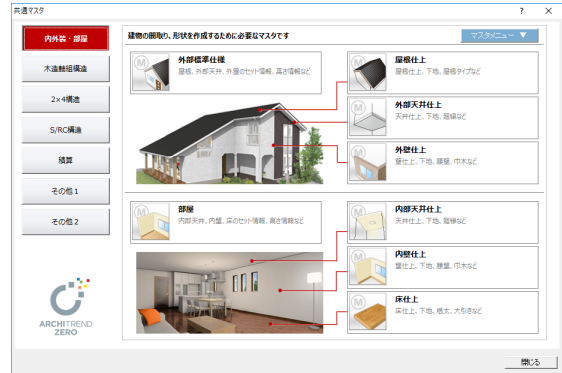 共通マスタ
? ×
内外装・部屋
木造軸組構造
2×4構造
S/RC構造
積算
その他1
その他2
ARCHITREND
ZERO
建物の間取り、形状を作成するために必要なマスタです
マスタメニュー ▼
外部標準仕様
屋根、外部天井、外壁のセット情報、高さ情報など
屋根仕上
屋根仕上、下地、屋根タイプなど
外部天井仕上
天井仕上、下地、廻縁など
外壁仕上
壁仕上、下地、腰壁、巾木など
部屋
内部天井、内壁、床のセット情報、高さ情報など
内部天井仕上
天井仕上、下地、廻縁など
内壁仕上
壁仕上、下地、腰壁、巾木など
床仕上
床仕上、下地、根太、大引きなど
閉じる